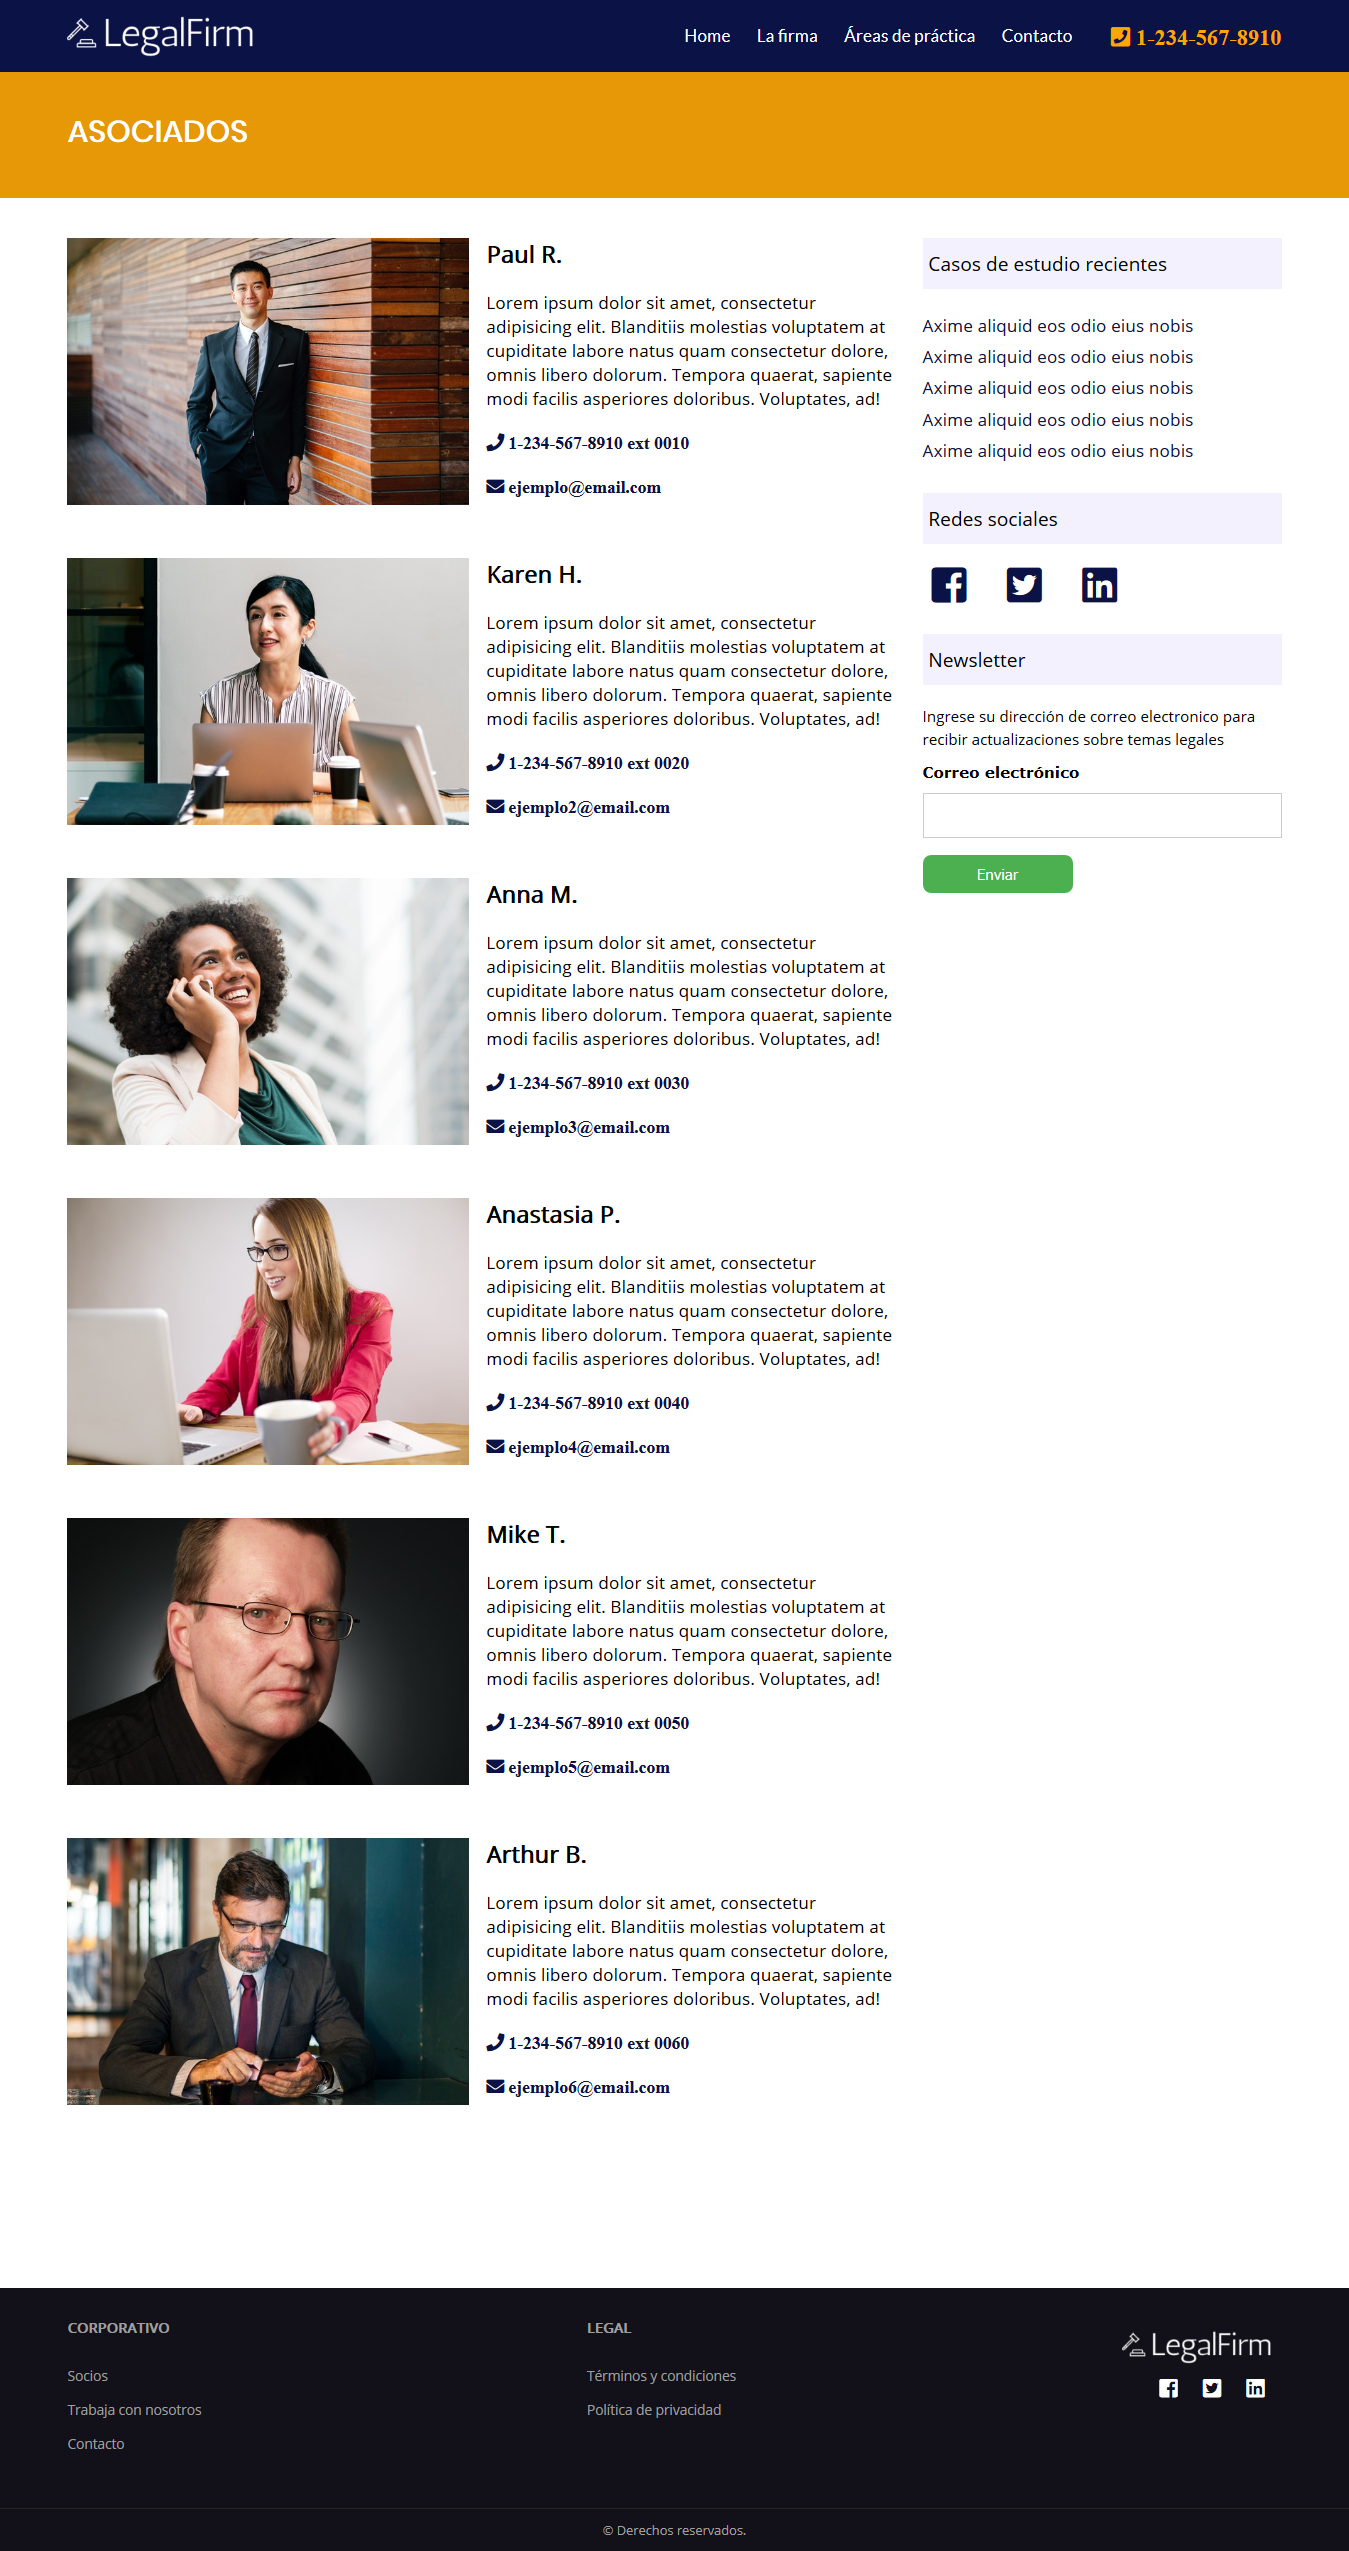 LegalFirm
Home La firma Áreas de práctica Contacto 1-234-567-8910
ASOCIADOS
Paul R.
Lorem ipsum dolor sit amet, consectetur
adipisicing elit. Blanditiis molestias voluptatem at
cupiditate labore natus quam consectetur dolore,
omnis libero dolorum. Tempora quaerat, sapiente
modi facilis asperiores doloribus. Voluptates, ad!
1-234-567-8910 ext 0010
ejemplo@email.com
Karen H.
Lorem ipsum dolor sit amet, consectetur
adipisicing elit. Blanditiis molestias voluptatem at
cupiditate labore natus quam consectetur dolore,
omnis libero dolorum. Tempora quaerat, sapiente
modi facilis asperiores doloribus. Voluptates, ad!
1-234-567-8910 ext 0020
ejemplo2@email.com
Anna M.
Lorem ipsum dolor sit amet, consectetur
adipisicing elit. Blanditiis molestias voluptatem at
cupiditate labore natus quam consectetur dolore,
omnis libero dolorum. Tempora quaerat, sapiente
modi facilis asperiores doloribus. Voluptates, ad!
1-234-567-8910 ext 0030
ejemplo3@email.com
Anastasia P.
Lorem ipsum dolor sit amet, consectetur
adipisicing elit. Blanditiis molestias voluptatem at
cupiditate labore natus quam consectetur dolore,
omnis libero dolorum. Tempora quaerat, sapiente
modi facilis asperiores doloribus. Voluptates, ad!
1-234-567-8910 ext 0040
ejemplo4@email.com
Mike T.
Lorem ipsum dolor sit amet, consectetur
adipisicing elit. Blanditiis molestias voluptatem at
cupiditate labore natus quam consectetur dolore,
omnis libero dolorum. Tempora quaerat, sapiente
modi facilis asperiores doloribus. Voluptates, ad!
1-234-567-8910 ext 0050
ejemplo5@email.com
Arthur B.
Lorem ipsum dolor sit amet, consectetur
adipisicing elit. Blanditiis molestias voluptatem at
cupiditate labore natus quam consectetur dolore,
omnis libero dolorum. Tempora quaerat, sapiente
modi facilis asperiores doloribus. Voluptates, ad!
1-234-567-8910 ext 0060
ejemplo6@email.com
Casos de estudio recientes
Axime aliquid eos odio eius nobis
Axime aliquid eos odio eius nobis
Axime aliquid eos odio eius nobis
Axime aliquid eos odio eius nobis
Axime aliquid eos odio eius nobis
Redes sociales
Newsletter
Ingrese su dirección de correo electronico para
recibir actualizaciones sobre temas legales
Correo electrónico
Enviar
CORPORATIVO
Socios
Trabaja con nosotros
Contacto
LEGAL
Términos y condiciones
Política de privacidad
LegalFirm
© Derechos reservados.